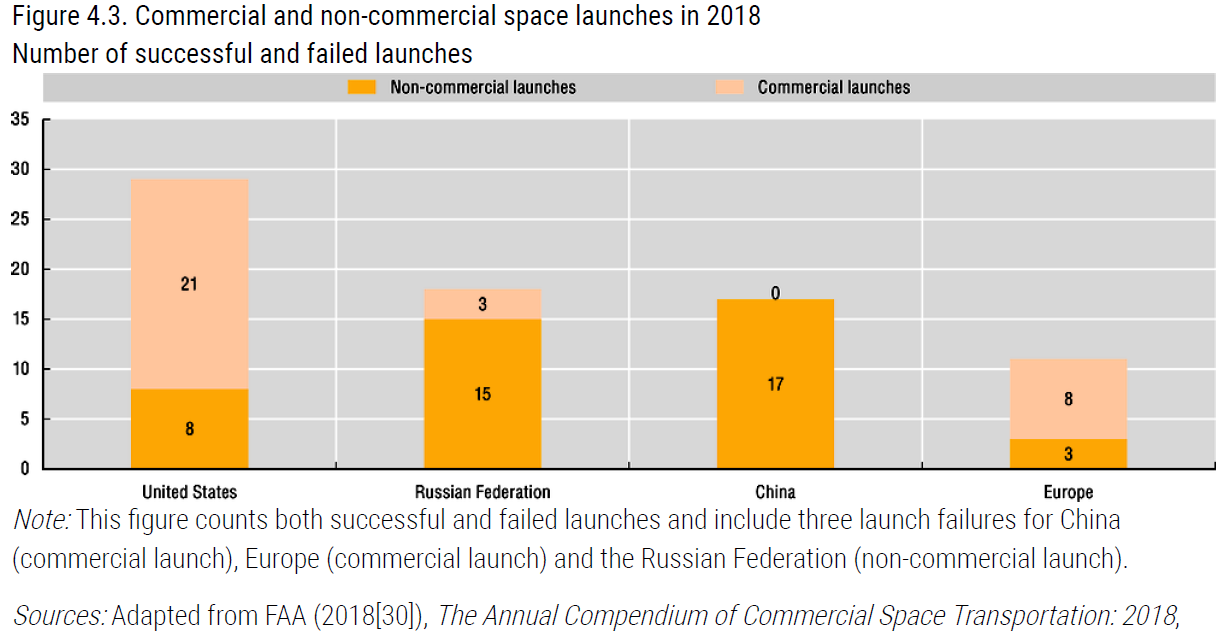 Figure 4.3. Commercial and non-commercial space launches in 2018
Number of successful and failed launches
Non-commercial launches Commercial launches
35
30
25
20
15
10
5
0
21
8
3
15
0
17
8
3
United States Russian Federation China Europe
Note: This figure counts both successful and failed launches and include three launch failures for China
(commercial launch), Europe (commercial launch) and the Russian Federation (non-commercial launch).
Sources: Adapted from FAA (2018[30]), The Annual Compendium of Commercial Space Transportation: 2018,